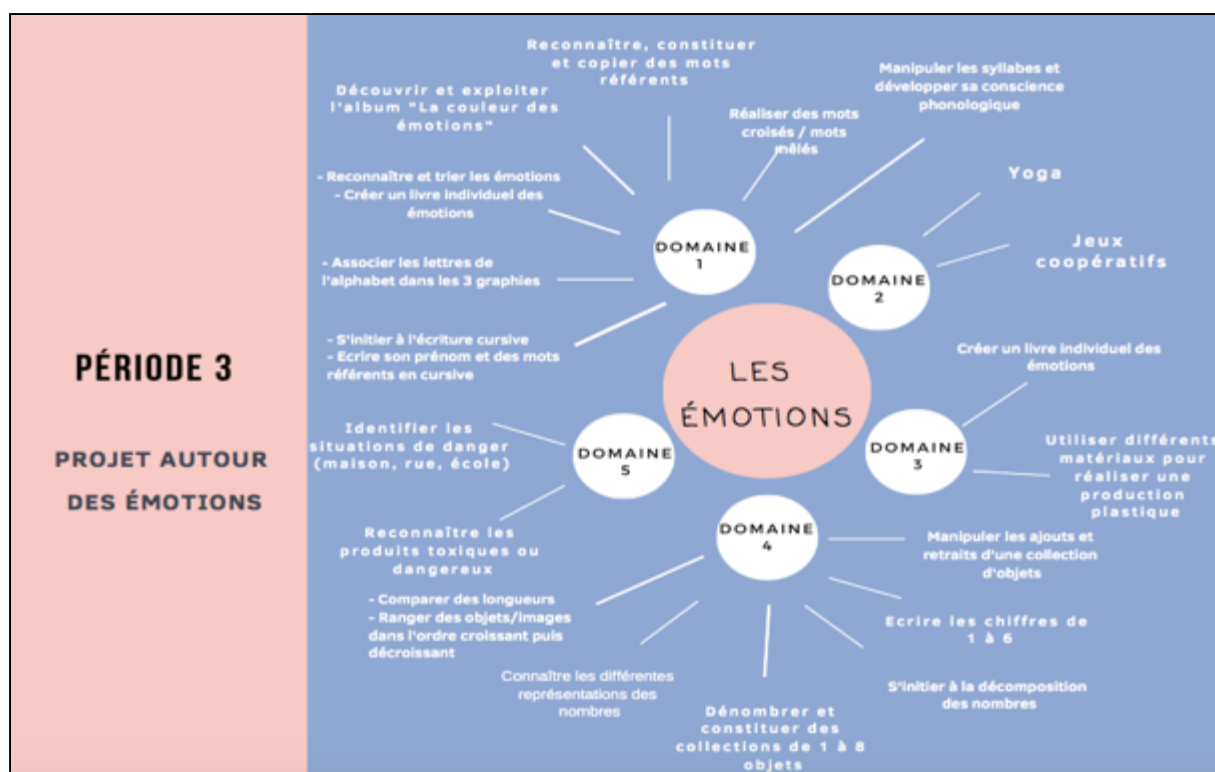 PÉRIODE 3
PROJET AUTOUR
DES ÉMOTIONS
Reconnaître, constituer
et copier des mots
référents
Découvrir et exploiter
l'album "La couleur des
émotions"
Réaliser des mots
croisés / mots
mêlés
Manipuler les syllabes et
développer sa conscience
phonologique
- Reconnaître et trier les émotions
- Créer un livre individuel des
émotions
- Associer les lettres de
l'alphabet dans les 3 graphies
- S'initier à l'écriture cursive
- Ecrire son prénom et des mots
référents en cursive
DOMAINE
1
Yoga
Jeux
coopératifs
DOMAINE
2
LES
ÉMOTIONS
Créer un livre individuel des
émotions
Utiliser différents
matériaux pour
réaliser une
production
plastique
DOMAINE
3
Identifier les
situations de danger
(maison, rue, école)
Reconnaître les
produits toxiques ou
dangereux
DOMAINE
5
DOMAINE
4
Manipuler les ajouts et
retraits d'une collection
d'objets
Ecrire les chiffres de
1 à 6
S'initier à la décomposition
des nombres
- Comparer des longueurs
- Ranger des objets/images
dans l'ordre croissant puis
décroissant
Connaître les différentes
représentations des
nombres
Dénombrer et
constituer des
collections de 1 à 8
objets